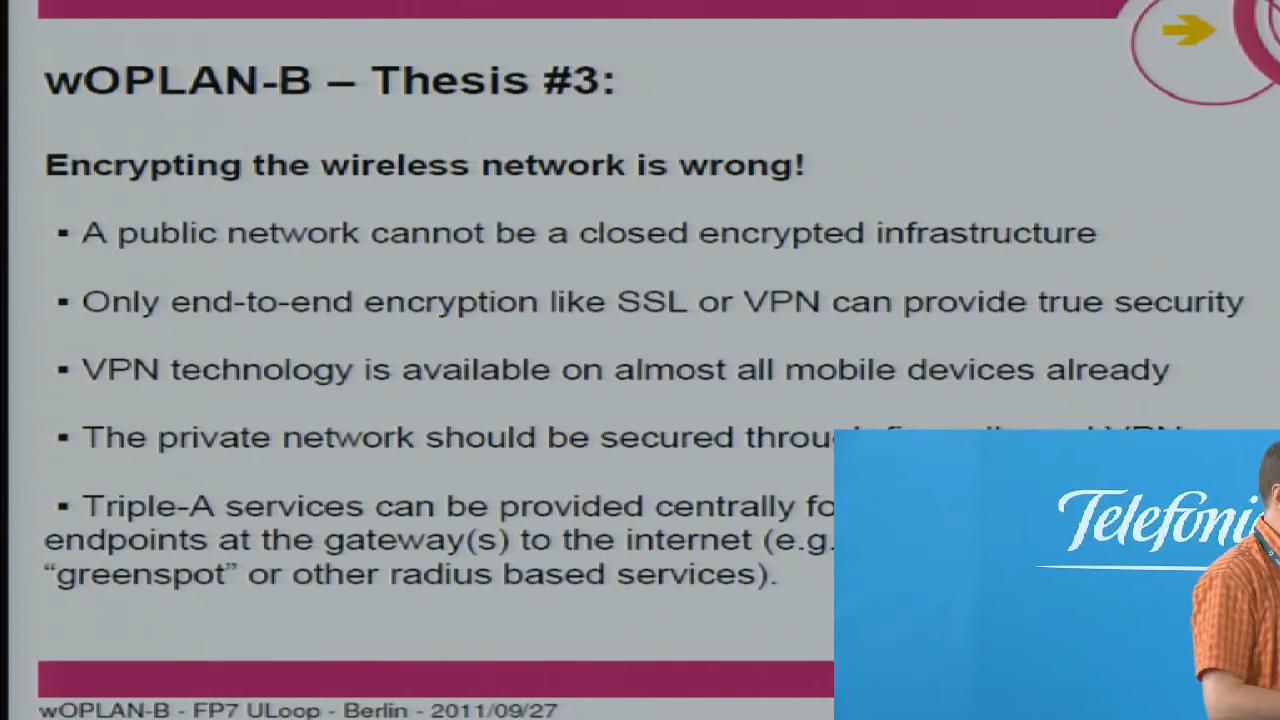 wOPLAN-B – Thesis #3:
Encrypting the wireless network is wrong!
▪ A public network cannot be a closed encrypted infrastructure
▪ Only end-to-end encryption like SSL or VPN can provide true security
▪ VPN technology is available on almost all mobile devices already
▪ The private network should be secured
▪ Triple-A services can be provided centrally
endpoints at the gateway(s) to the internet (e.g.
“greenspot” or other radius based services).
Telefóni
wOPLAN-B - FP7 ULoop - Berlin - 2011/09/27